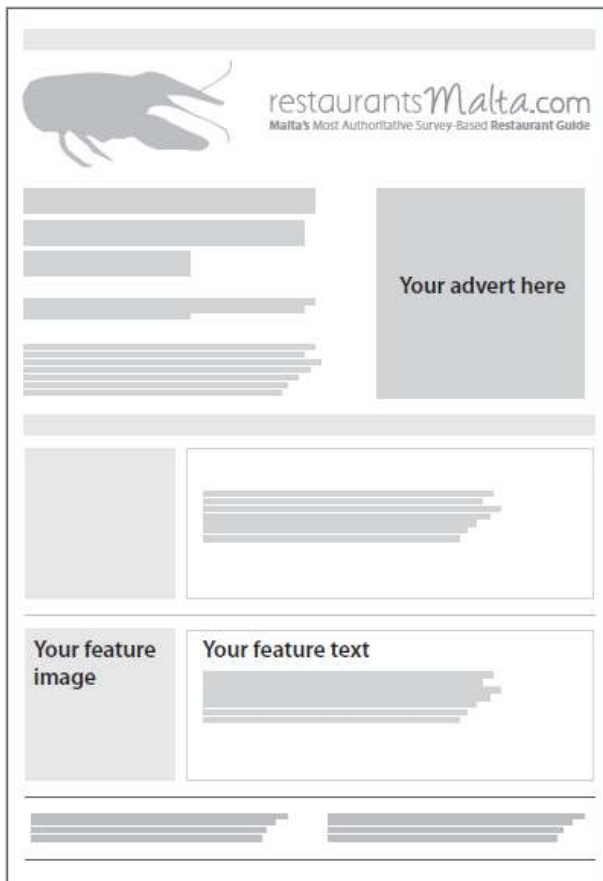 restaurantsMalta.com
Malta's Most Authoritative Survey-Based Restaurant Guide
Your advert here
Your feature
image
Your feature text